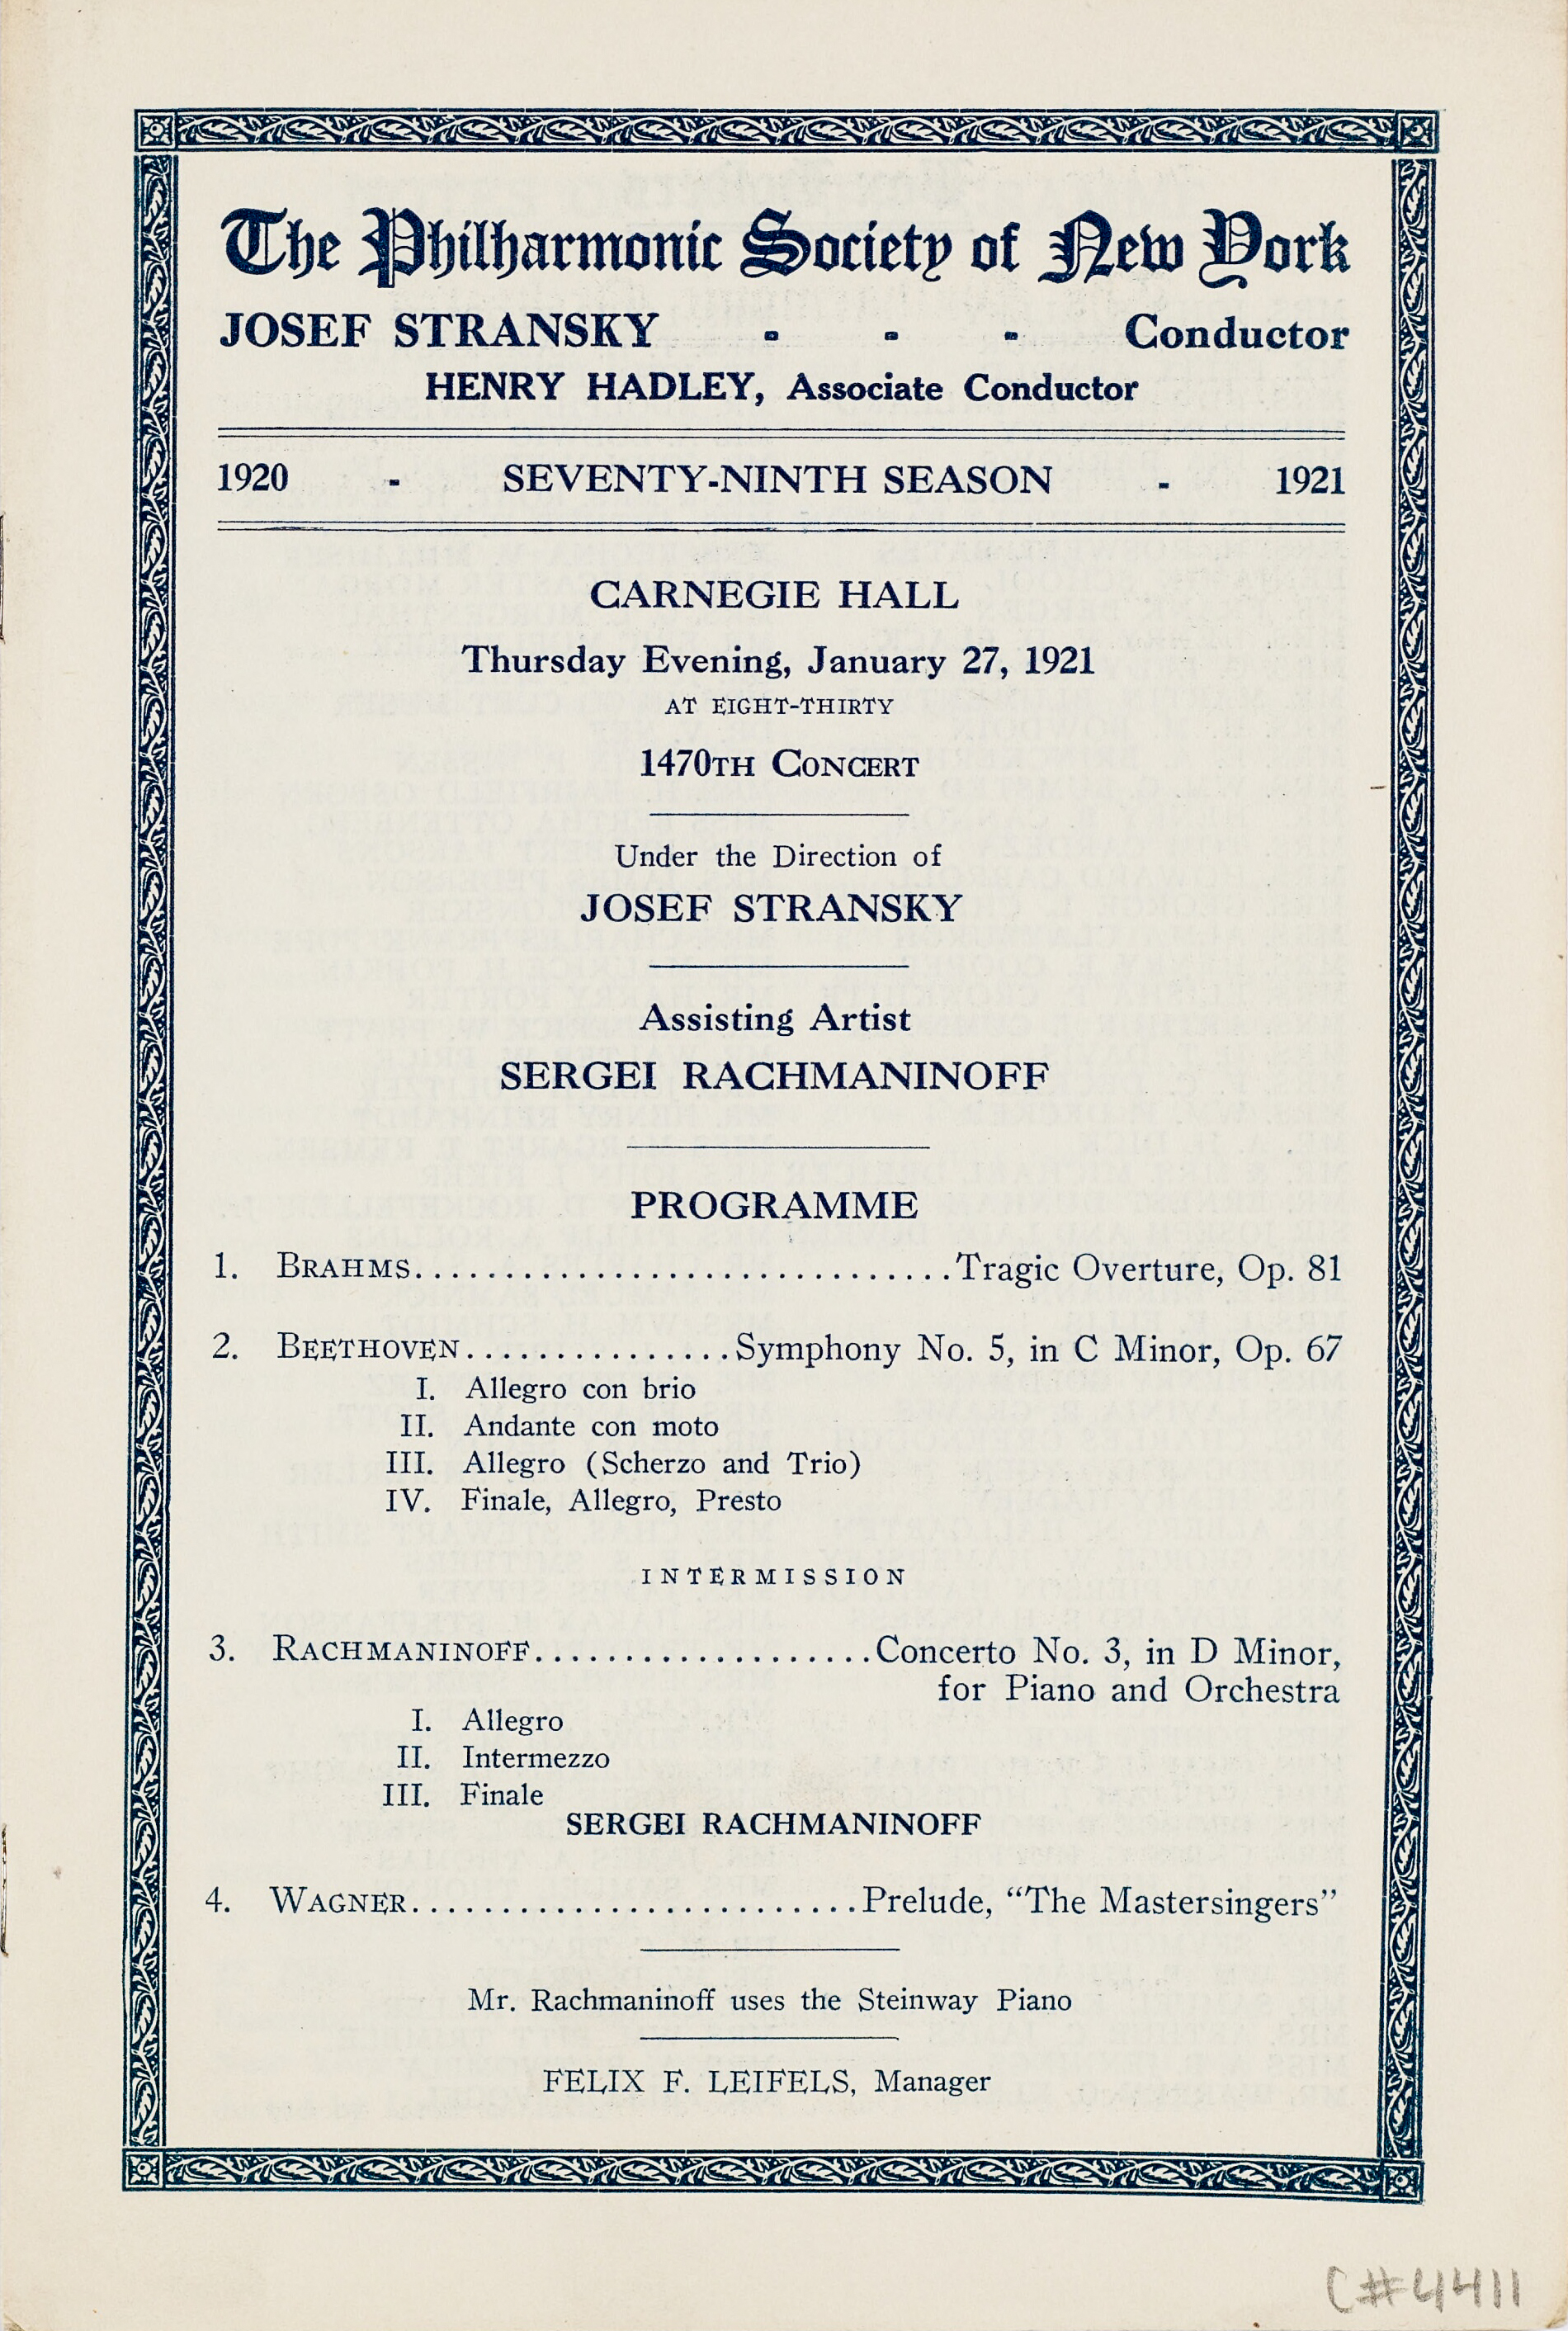 The Philharmonic Society of New York
JOSEF STRANSKY - - - Conductor
HENRY HADLEY, Associate Conductor
1920 - SEVENTY-NINTH SEASON - 1921
CARNEGIE HALL
Thursday Evening, January 27, 1921
AT EIGHT-THIRTY
1470TH CONCERT
Under the Direction of
JOSEF STRANSKY
Assisting Artist
SERGEI RACHMANINOFF
PROGRAMME
1. BRAHMS..............................Tragic Overture, Op. 81
2. BEETHOVEN...............Symphony No. 5, in C Minor, Op. 67
I. Allegro con brio
II. Andante con moto
III. Allegro (Scherzo and Trio)
IV. Finale, Allegro, Presto
INTERMISSION
3. RACHMANINOFF...................Concerto No. 3, in D Minor,
for Piano and Orchestra
I. Allegro
II. Intermezzo
III. Finale
SERGEI RACHMANINOFF
4. WAGNER..........................Prelude, “The Mastersingers”
Mr. Rachmaninoff uses the Steinway Piano
FELIX F. LEIFELS, Manager
C#4411